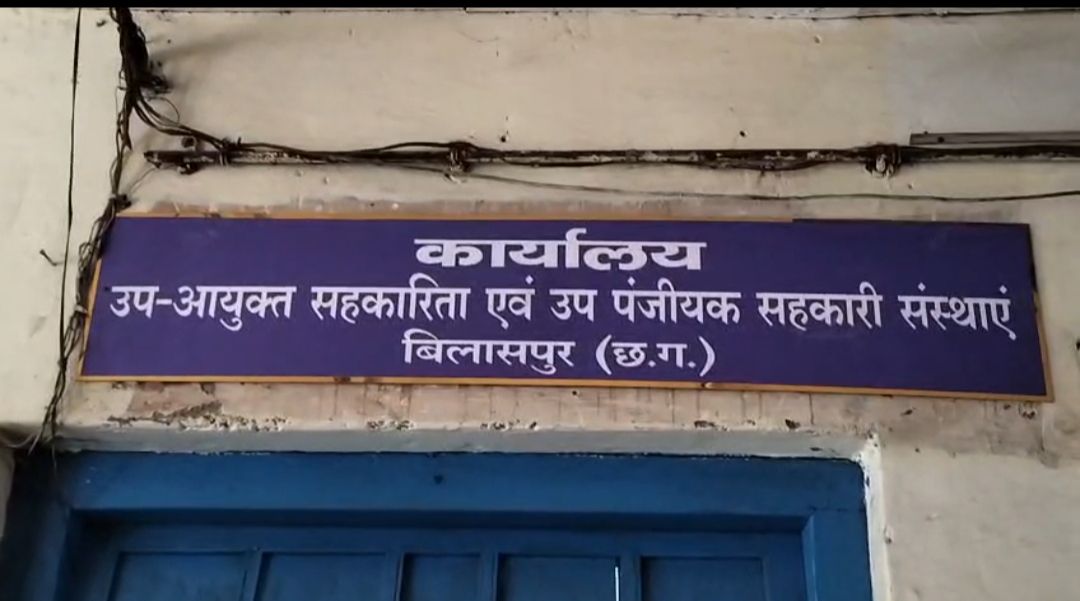 कार्यालय
उप-आयुक्त सहकारिता एवं उप पंजीयक सहकारी संस्थाएं
बिलासपुर (छ.ग.)